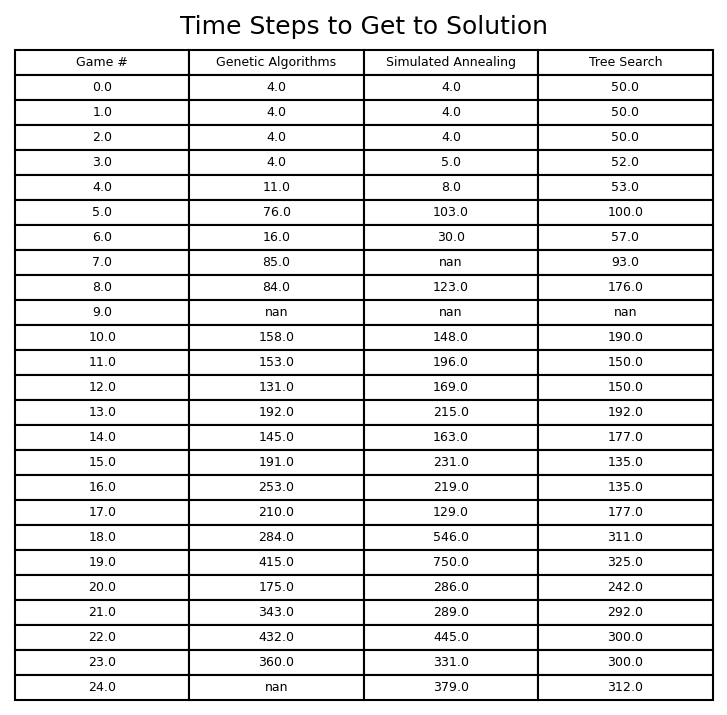 Time Steps to Get to Solution
Game # Genetic Algorithms Simulated Annealing Tree Search
0.0 4.0 4.0 50.0
1.0 4.0 4.0 50.0
2.0 4.0 4.0 50.0
3.0 4.0 5.0 52.0
4.0 11.0 8.0 53.0
5.0 76.0 103.0 100.0
6.0 16.0 30.0 57.0
7.0 85.0 nan 93.0
8.0 84.0 123.0 176.0
9.0 nan nan nan
10.0 158.0 148.0 190.0
11.0 153.0 196.0 150.0
12.0 131.0 169.0 150.0
13.0 192.0 215.0 192.0
14.0 145.0 163.0 177.0
15.0 191.0 231.0 135.0
16.0 253.0 219.0 135.0
17.0 210.0 129.0 177.0
18.0 284.0 546.0 311.0
19.0 415.0 750.0 325.0
20.0 175.0 286.0 242.0
21.0 343.0 289.0 292.0
22.0 432.0 445.0 300.0
23.0 360.0 331.0 300.0
24.0 nan 379.0 312.0